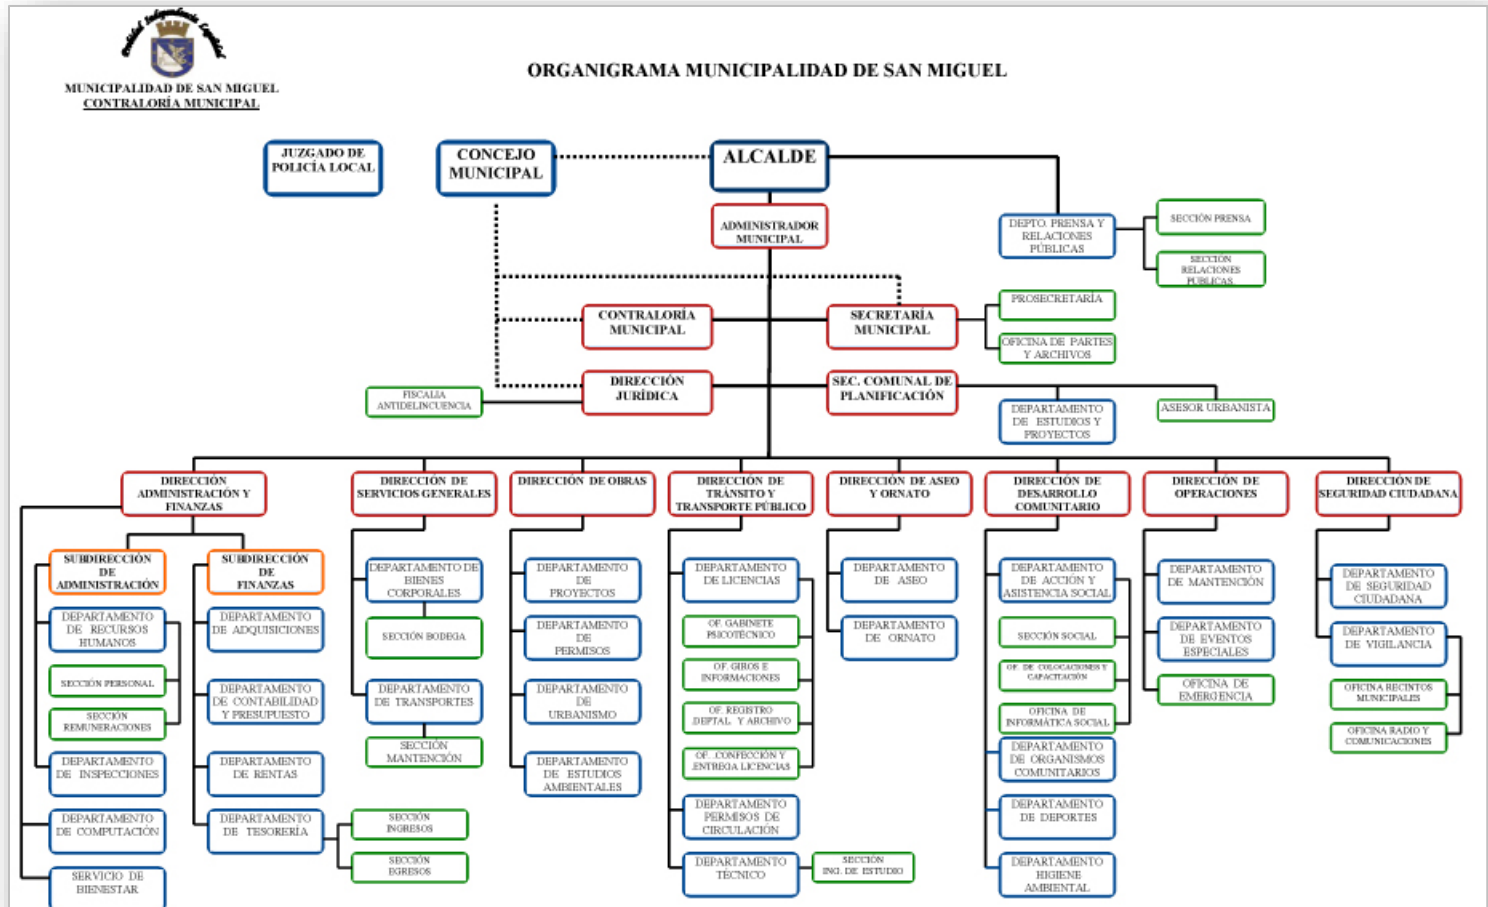 Fidelidad Independencia Lealtad
MUNICIPALIDAD DE SAN MIGUEL
CONTRALORÍA MUNICIPAL
ORGANIGRAMA MUNICIPALIDAD DE SAN MIGUEL
JUZGADO DE
POLICÍA LOCAL
CONCEJO
MUNICIPAL
ALCALDE
ADMINISTRADOR
MUNICIPAL
DEPTO. PRENSA Y
RELACIONES
PÚBLICAS
SECCIÓN PRENSA
SECCIÓN
RELACIONES
PUBLICAS
CONTRALORÍA
MUNICIPAL
SECRETARÍA
MUNICIPAL
PROSECRETARÍA
OFICINA DE PARTES
Y ARCHIVOS
FISCALIA
ANTIDELINCUENCIA
DIRECCIÓN
JURÍDICA
SEC. COMUNAL DE
PLANIFICACIÓN
DEPARTAMENTO
DE ESTUDIOS Y
PROYECTOS
ASESOR URBANISTA
DIRECCIÓN
ADMINISTRACIÓN Y
FINANZAS
DIRECCIÓN DE
SERVICIOS GENERALES
DIRECCIÓN DE OBRAS
DIRECCIÓN DE
TRÁNSITO Y
TRANSPORTE PÚBLICO
DIRECCIÓN DE ASEO
Y ORNATO
DIRECCIÓN DE
DESARROLLO
COMUNITARIO
DIRECCIÓN DE
OPERACIONES
DIRECCIÓN DE
SEGURIDAD CIUDADANA
SUBDIRECCIÓN
DE
ADMINISTRACIÓN
DEPARTAMENTO
DE RECURSOS
HUMANOS
SECCIÓN PERSONAL
SECCIÓN
REMUNERACIONES
DEPARTAMENTO
DE INSPECCIONES
DEPARTAMENTO
DE COMPUTACIÓN
SERVICIO DE
BIENESTAR
SUBDIRECCIÓN
DE
FINANZAS
DEPARTAMENTO
DE ADQUISICIONES
DEPARTAMENTO
DE CONTABILIDAD
Y PRESUPUESTO
DEPARTAMENTO
DE RENTAS
DEPARTAMENTO
DE TESORERÍA
SECCIÓN
INGRESOS
SECCIÓN
EGRESOS
DEPARTAMENTO DE
BIENES
CORPORALES
SECCIÓN BODEGA
DEPARTAMENTO
DE TRANSPORTES
SECCIÓN
MANTENCIÓN
DEPARTAMENTO
DE
PROYECTOS
DEPARTAMENTO
DE
PERMISOS
DEPARTAMENTO
DE
URBANISMO
DEPARTAMENTO
DE ESTUDIOS
AMBIENTALES
DEPARTAMENTO
DE LICENCIAS
OF. GABINETE
PSICOTÉCNICO
OF. GIROS E
INFORMACIONES
OF. REGISTRO
DEPTAL. Y ARCHIVO
OF. CONFECCIÓN Y
ENTREGA LICENCIAS
DEPARTAMENTO
PERMISOS DE
CIRCULACIÓN
DEPARTAMENTO
TÉCNICO
SECCIÓN
ING. DE ESTUDIO
DEPARTAMENTO
DE ASEO
DEPARTAMENTO
DE ORNATO
DEPARTAMENTO
DE ACCIÓN Y
ASISTENCIA SOCIAL
SECCIÓN SOCIAL
OF. DE COLOCACIONES Y
CAPACITACIÓN
OFICINA DE
INFORMÁTICA SOCIAL
DEPARTAMENTO
DE ORGANISMOS
COMUNITARIOS
DEPARTAMENTO
DE DEPORTES
DEPARTAMENTO
HIGIENE
AMBIENTAL
DEPARTAMENTO
DE MANTENCIÓN
DEPARTAMENTO
DE EVENTOS
ESPECIALES
OFICINA DE
EMERGENCIA
DEPARTAMENTO
DE SEGURIDAD
CIUDADANA
DEPARTAMENTO
DE VIGILANCIA
OFICINA RECINTOS
MUNICIPALES
OFICINA RADIO Y
COMUNICACIONES